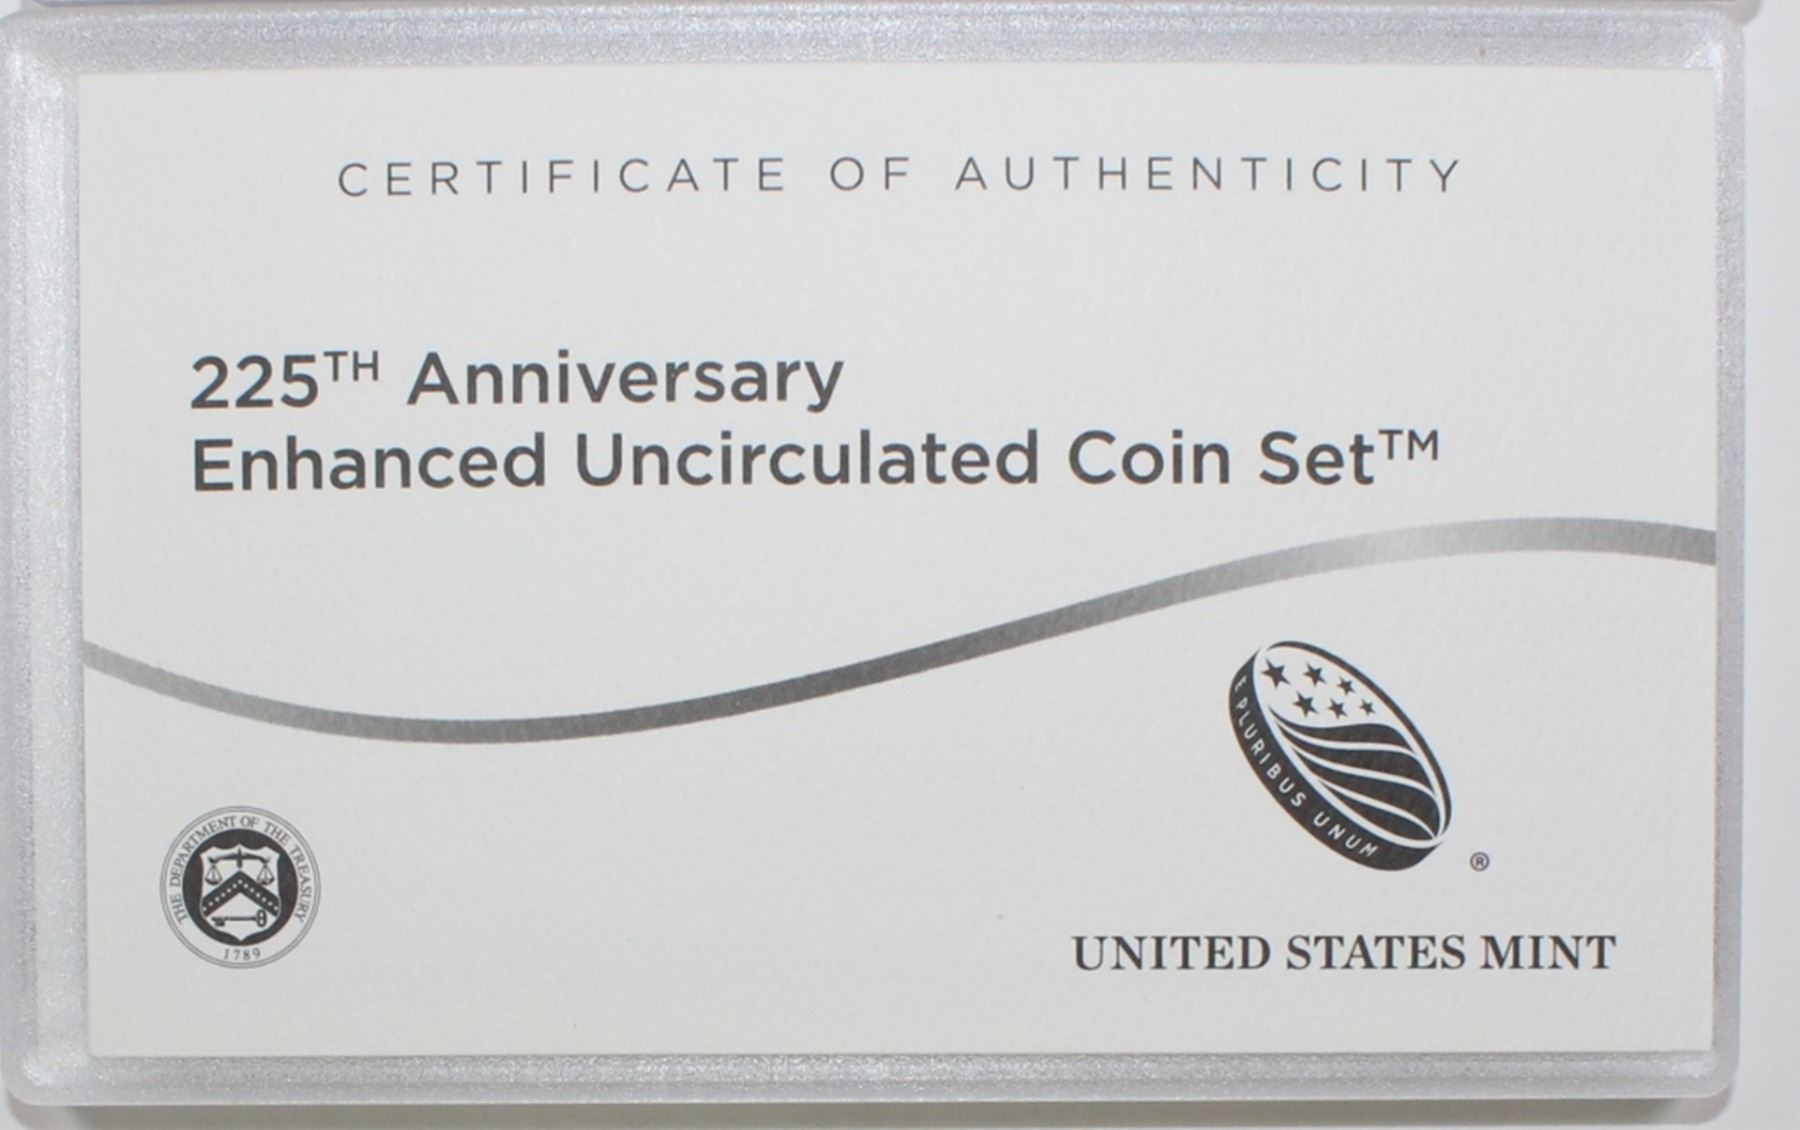 CERTIFICATE OF AUTHENTICITY
225TH Anniversary
Enhanced Uncirculated Coin Set™
E PLURIBUS UNUM
®
THE DEPARTMENT OF THE TREASURY
1789
UNITED STATES MINT